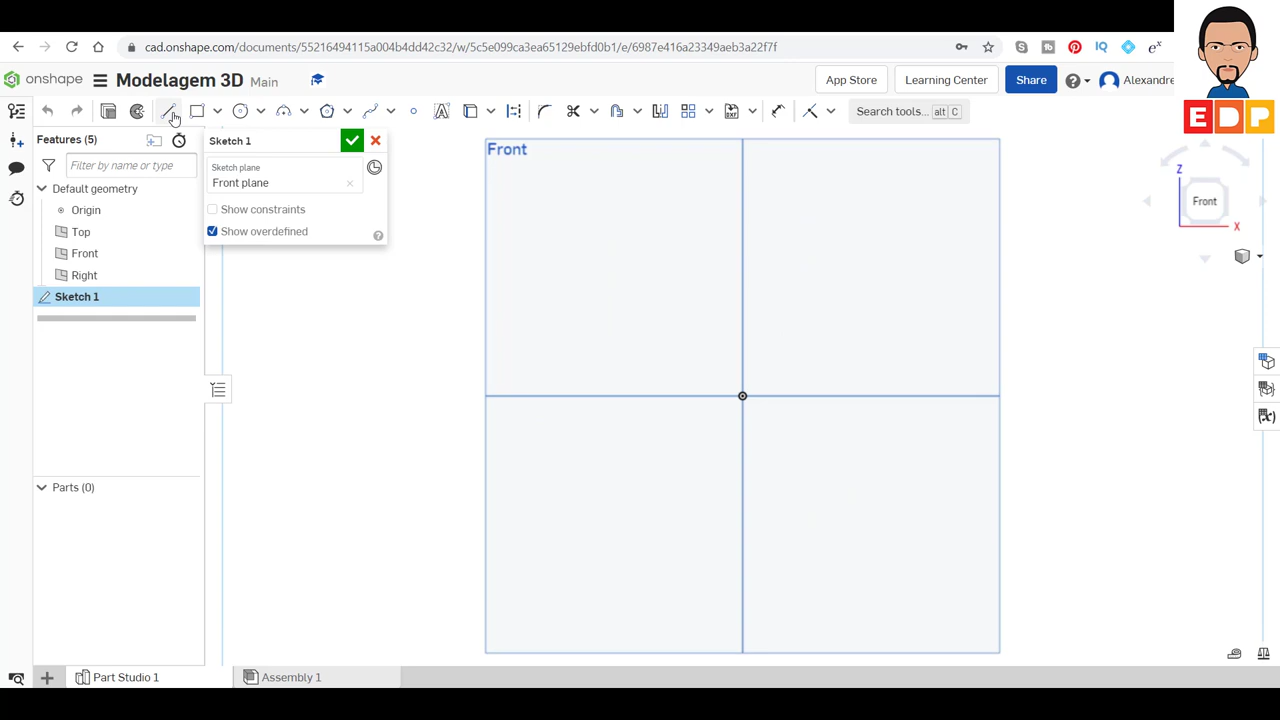 cad.onshape.com/documents/55216494115a004b4dd42c32/w/5c5e099ca3ea65129ebfd0b1/e/6987e416a23349aeb3a22f7f
IQ
eˣ
onshape
Modelagem 3D Main
App Store
Learning Center
Share
Alexandre
EDP
Search tools... alt C
Features (5)
Filter by name or type
Default geometry
Origin
Top
Front
Right
Sketch 1
Parts (0)
Sketch 1
Sketch plane
Front plane
Show constraints
Show overdefined
Front
Z
Front
X
Part Studio 1
Assembly 1